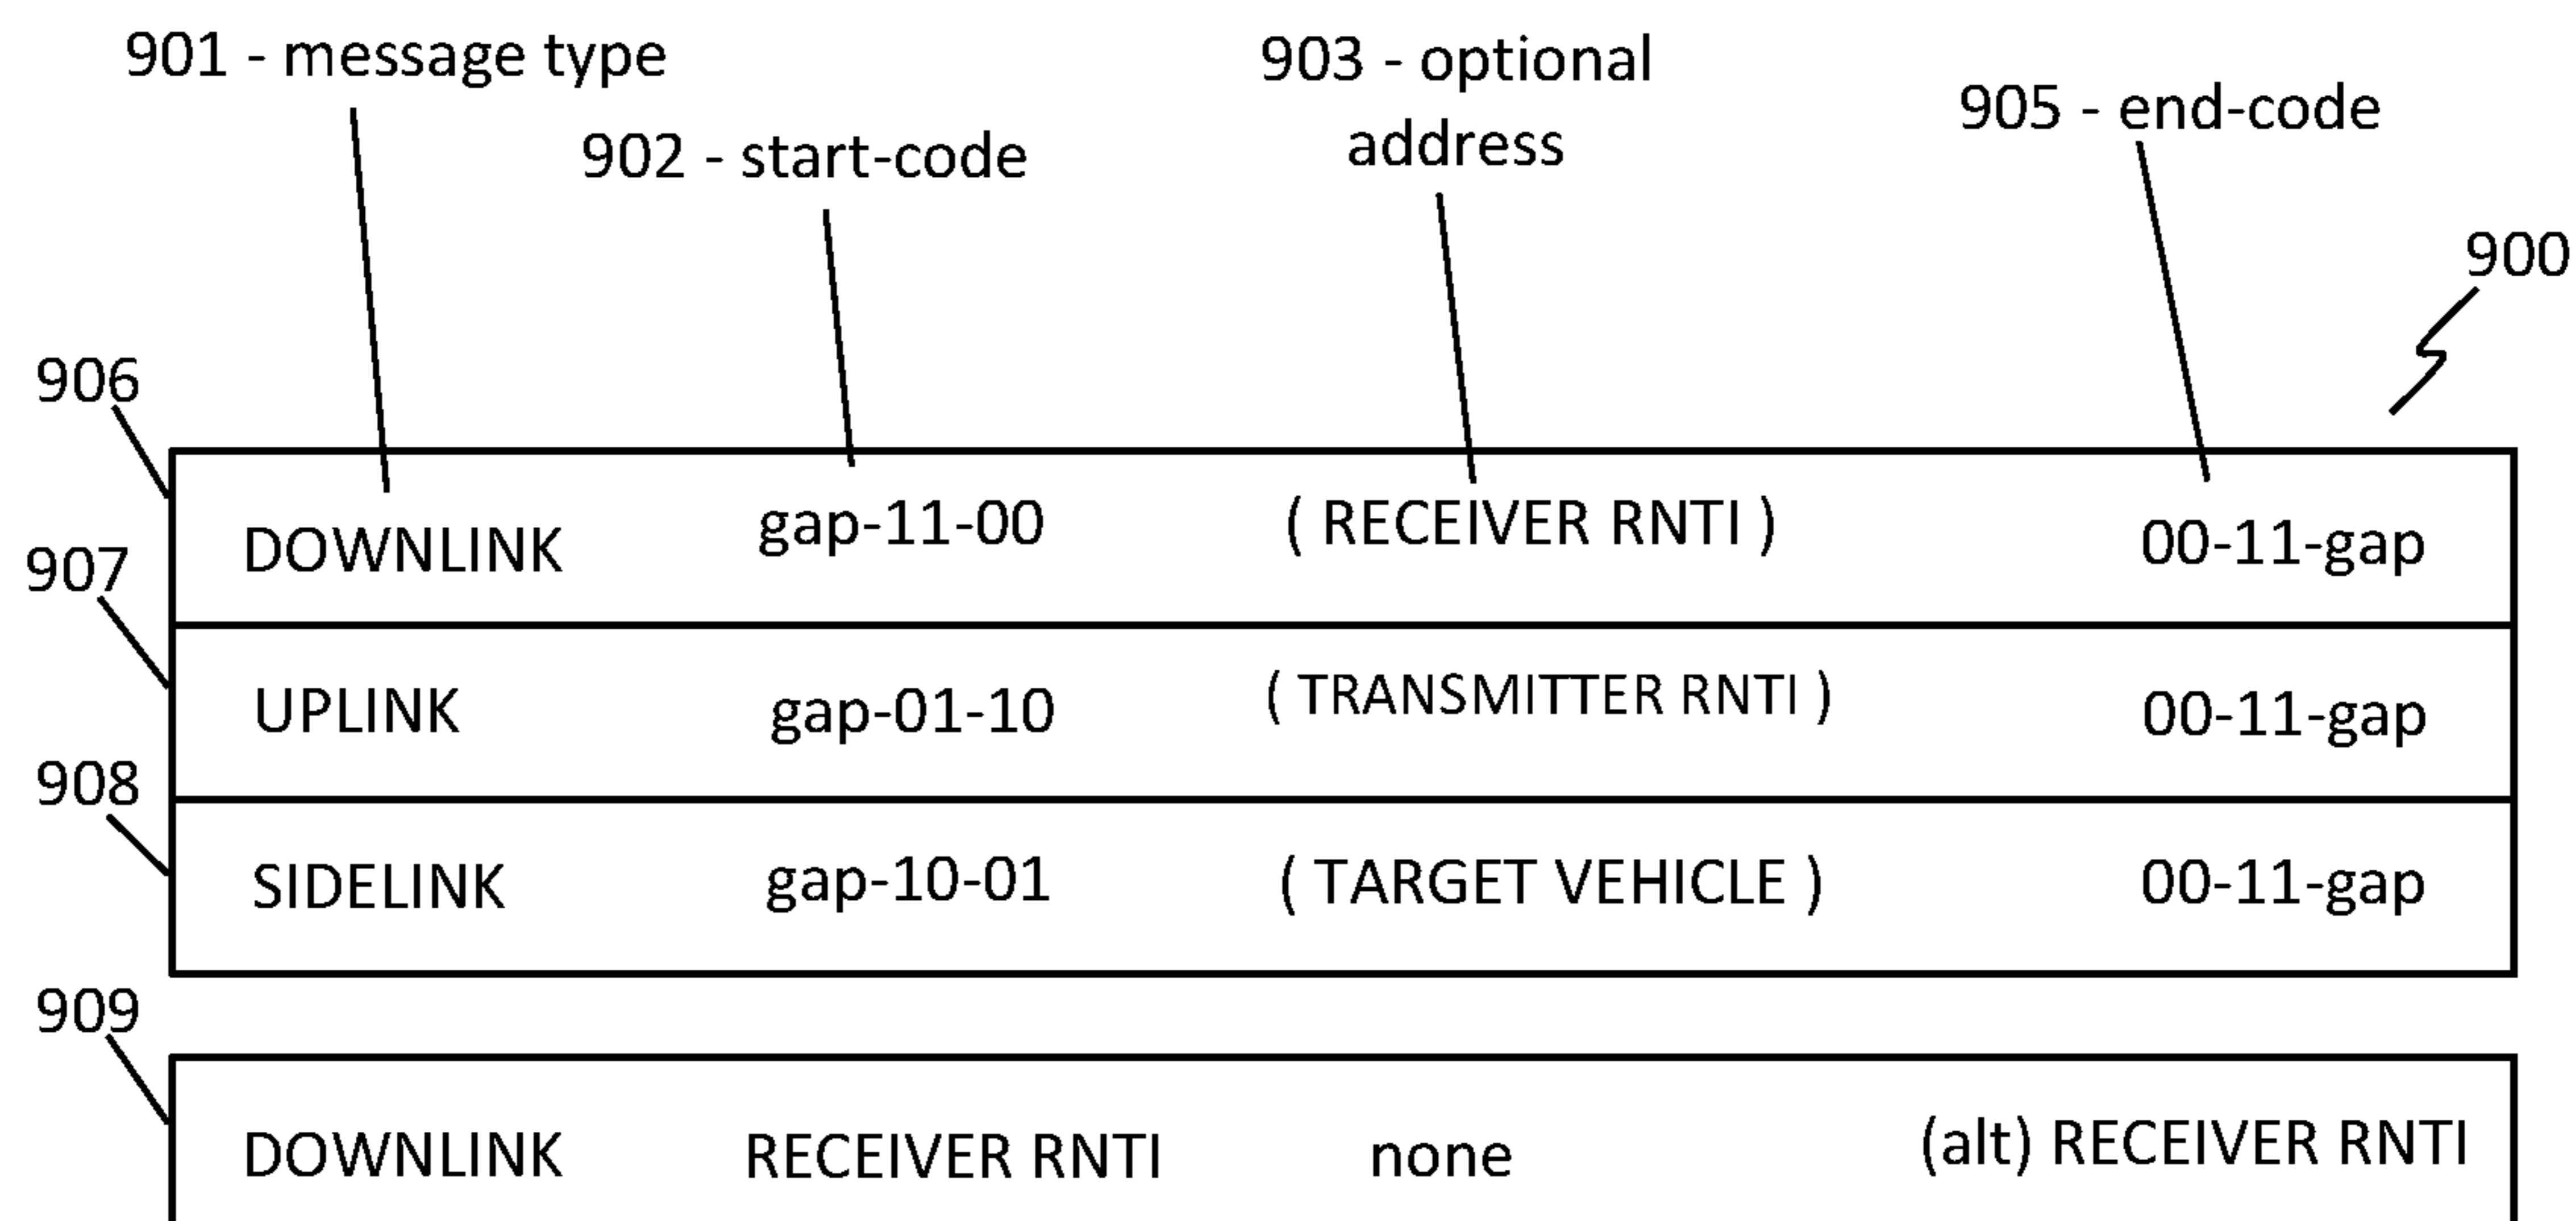 901 - message type
902 - start-code
903 - optional
address
905 - end-code
900
906
DOWNLINK gap-11-00 ( RECEIVER RNTI ) 00-11-gap
907
UPLINK gap-01-10 ( TRANSMITTER RNTI ) 00-11-gap
908
SIDELINK gap-10-01 ( TARGET VEHICLE ) 00-11-gap
909
DOWNLINK RECEIVER RNTI none (alt) RECEIVER RNTI